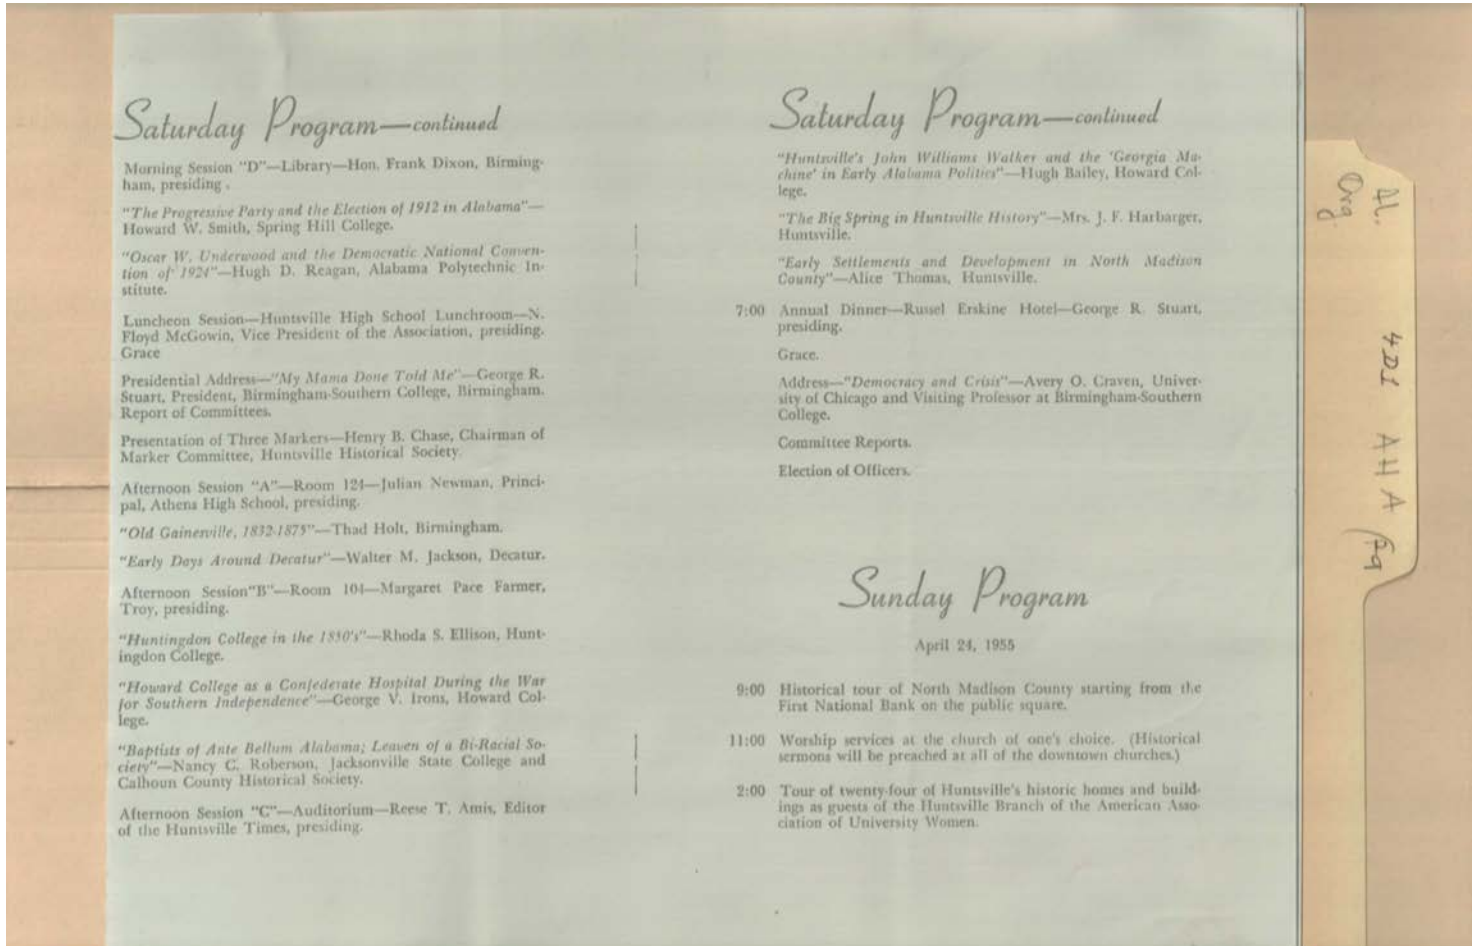 Saturday Program—continued
Morning Session "D"—Library—Hon. Frank Dixon, Birming-
ham, presiding .
"The Progressive Party and the Election of 1912 in Alabama"—
Howard W. Smith, Spring Hill College.
"Oscar W. Underwood and the Democratic National Conven-
tion of 1924"—Hugh D. Reagan, Alabama Polytechnic In-
stitute.
Luncheon Session—Huntsville High School Lunchroom—N.
Floyd McGowin, Vice President of the Association, presiding.
Grace
Presidential Address—"My Mama Done Told Me"—George R.
Stuart, President, Birmingham-Southern College, Birmingham.
Report of Committees.
Presentation of Three Markers—Henry B. Chase, Chairman of
Marker Committee, Huntsville Historical Society.
Afternoon Session "A"—Room 124—Julian Newman, Princi-
pal, Athens High School, presiding.
"Old Gainerville, 1832-1875"—Thad Holt, Birmingham.
"Early Days Around Decatur"—Walter M. Jackson, Decatur.
Afternoon Session"B"—Room 104—Margaret Pace Farmer,
Troy, presiding.
"Huntingdon College in the 1850's"—Rhoda S. Ellison, Hunt-
ingdon College.
"Howard College as a Confederate Hospital During the War
for Southern Independence"—George V. Irons, Howard Col-
lege.
"Baptists of Ante Bellum Alabama; Leaven of a Bi-Racial So-
ciety"—Nancy C. Roberson, Jacksonville State College and
Calhoun County Historical Society.
Afternoon Session "C"—Auditorium—Reese T. Amis, Editor
of the Huntsville Times, presiding.
Saturday Program—continued
"Huntsville's John Williams Walker and the 'Georgia Ma-
chine' in Early Alabama Politics"—Hugh Bailey, Howard Col-
lege.
"The Big Spring in Huntsville History"—Mrs. J. F. Harbarger,
Huntsville.
"Early Settlements and Development in North Madison
County"—Alice Thomas, Huntsville.
7:00 Annual Dinner—Russel Erskine Hotel—George R. Stuart,
presiding.
Grace.
Address—"Democracy and Crisis"—Avery O. Craven, Univer-
sity of Chicago and Visiting Professor at Birmingham-Southern
College.
Committee Reports.
Election of Officers.
Sunday Program
April 24, 1955
9:00 Historical tour of North Madison County starting from the
First National Bank on the public square.
11:00 Worship services at the church of one's choice. (Historical
sermons will be preached at all of the downtown churches.)
2:00 Tour of twenty-four of Huntsville's historic homes and build-
ings as guests of the Huntsville Branch of the American Asso-
ciation of University Women.
Al.
Org.
4D1 AHA